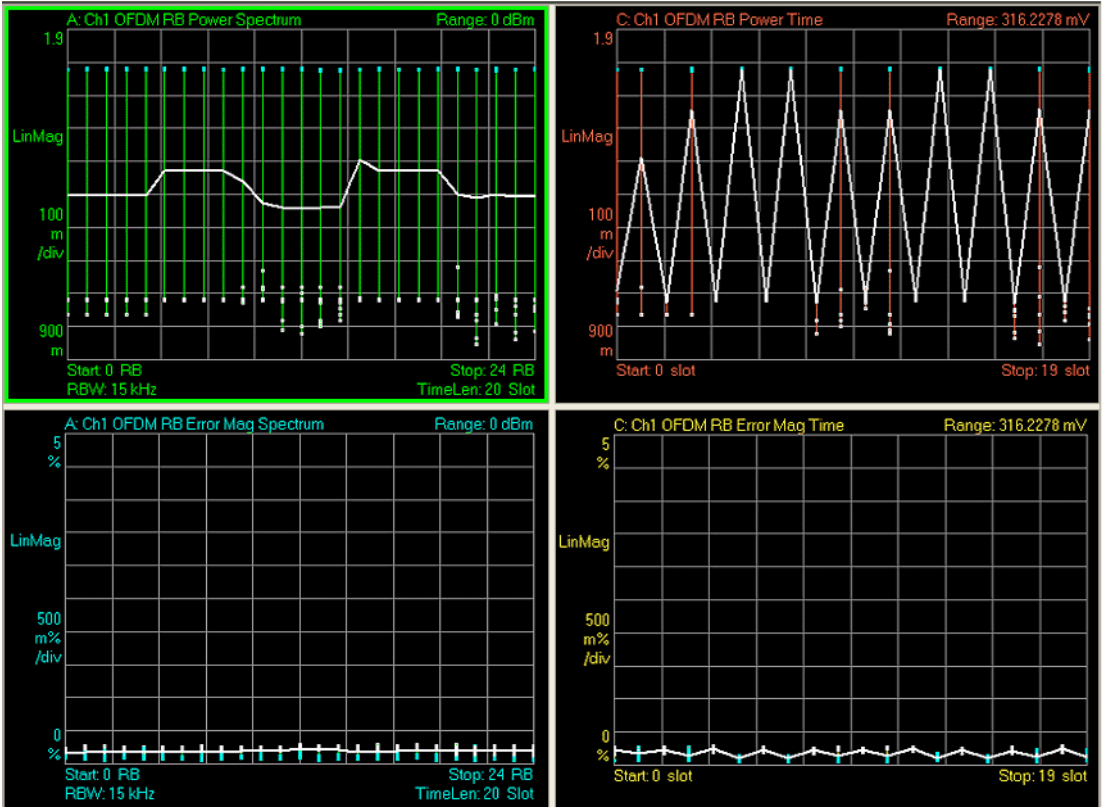 A: Ch1 OFDM RB Power Spectrum Range: 0 dBm
1.9
LinMag
100
m
/div
900
m
Start: 0 RB Stop: 24 RB
RBW: 15 kHz TimeLen: 20 Slot
C: Ch1 OFDM RB Power Time Range: 316.2278 mV
1.9
LinMag
100
m
/div
900
m
Start: 0 slot Stop: 19 slot
A: Ch1 OFDM RB Error Mag Spectrum Range: 0 dBm
5
%
LinMag
500
m%
/div
0
%
Start: 0 RB Stop: 24 RB
RBW: 15 kHz TimeLen: 20 Slot
C: Ch1 OFDM RB Error Mag Time Range: 316.2278 mV
5
%
LinMag
500
m%
/div
0
%
Start: 0 slot Stop: 19 slot